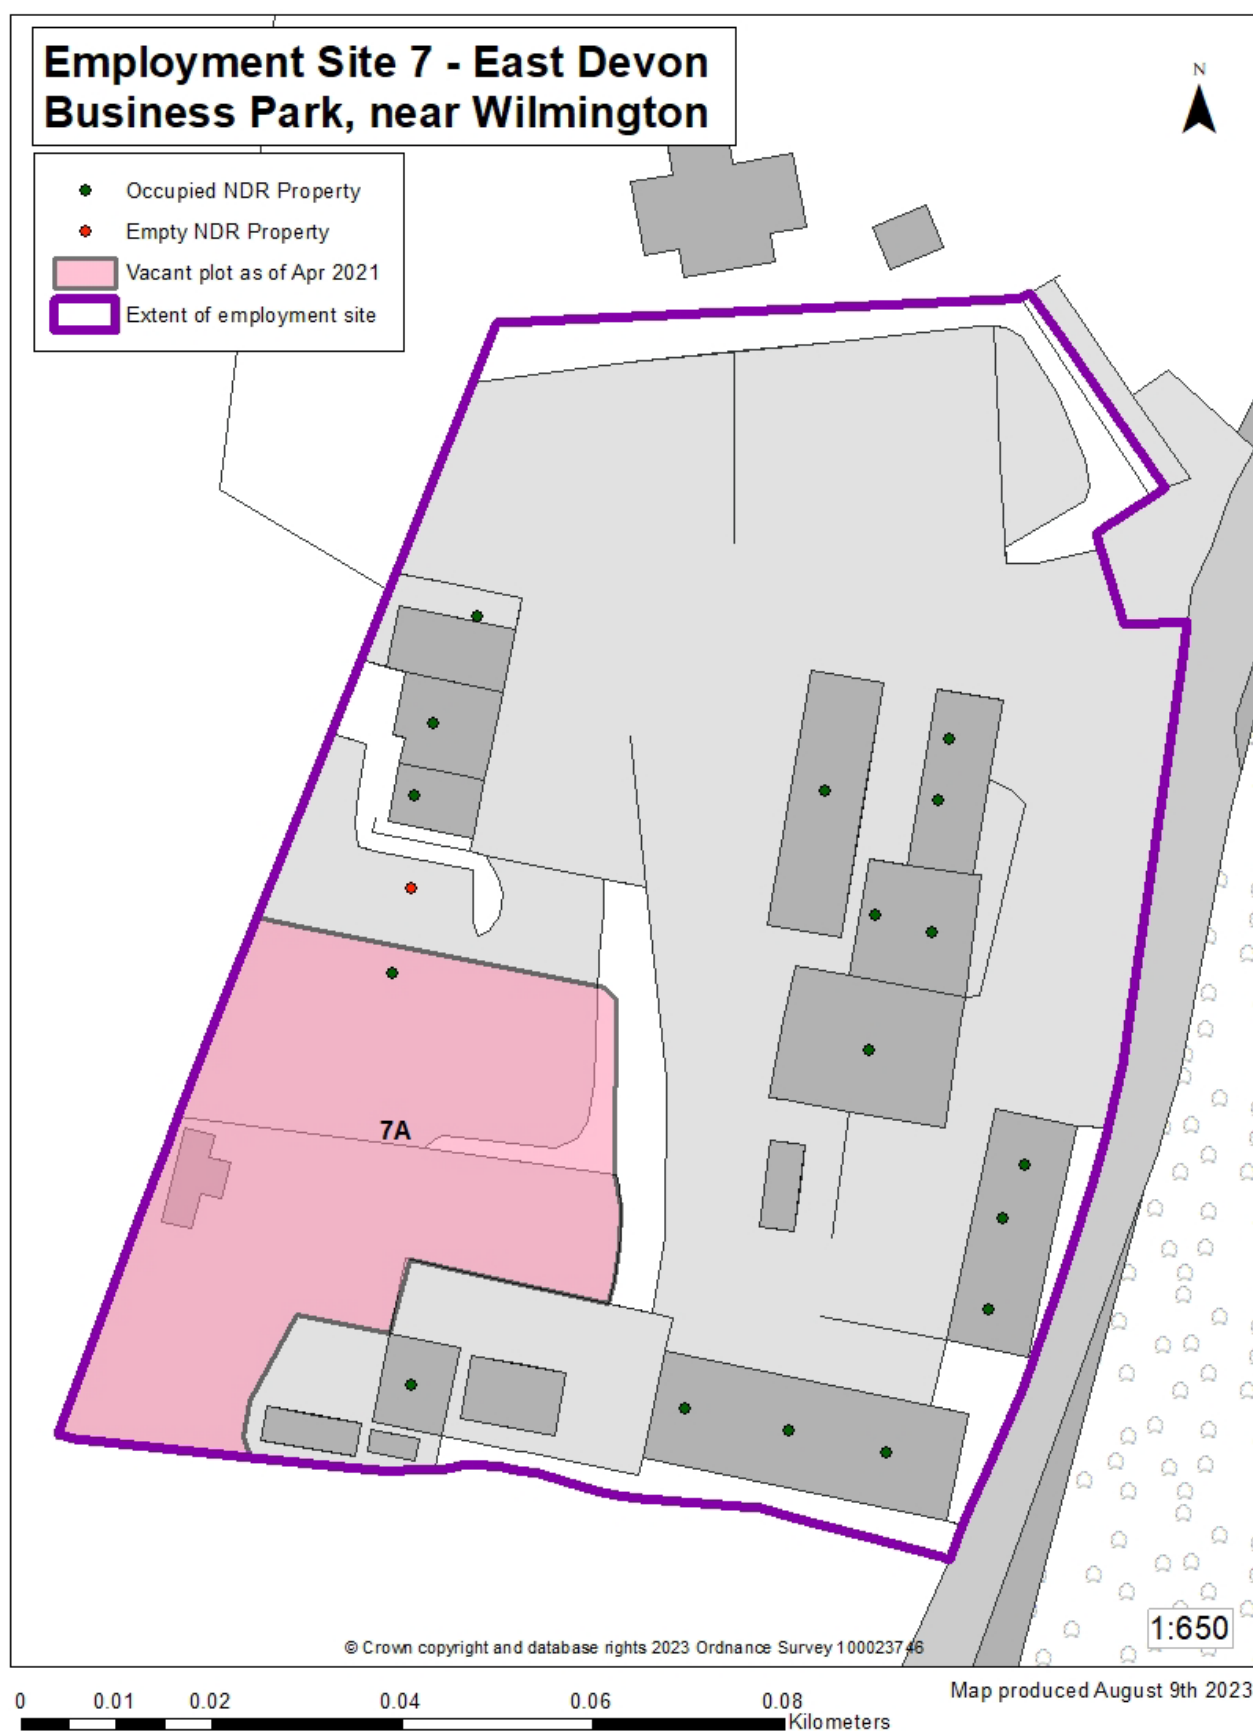 Employment Site 7 - East Devon
Business Park, near Wilmington
N
Occupied NDR Property
Empty NDR Property
Vacant plot as of Apr 2021
Extent of employment site
7A
1:650
© Crown copyright and database rights 2023 Ordnance Survey 100023746
Map produced August 9th 2023
0 0.01 0.02 0.04 0.06 0.08
Kilometers